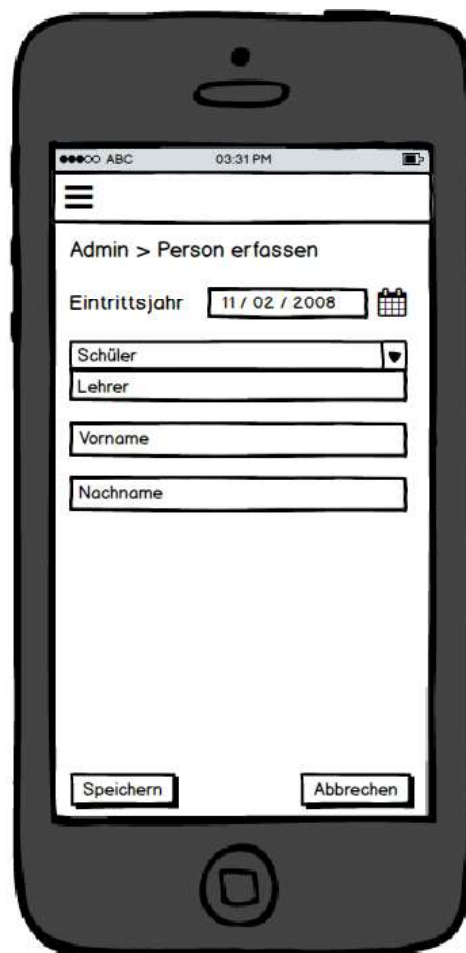 ABC 03:31 PM
Admin > Person erfassen
Eintrittsjahr 11 / 02 / 2008
Schüler
Lehrer
Vorname
Nachname
Speichern Abbrechen